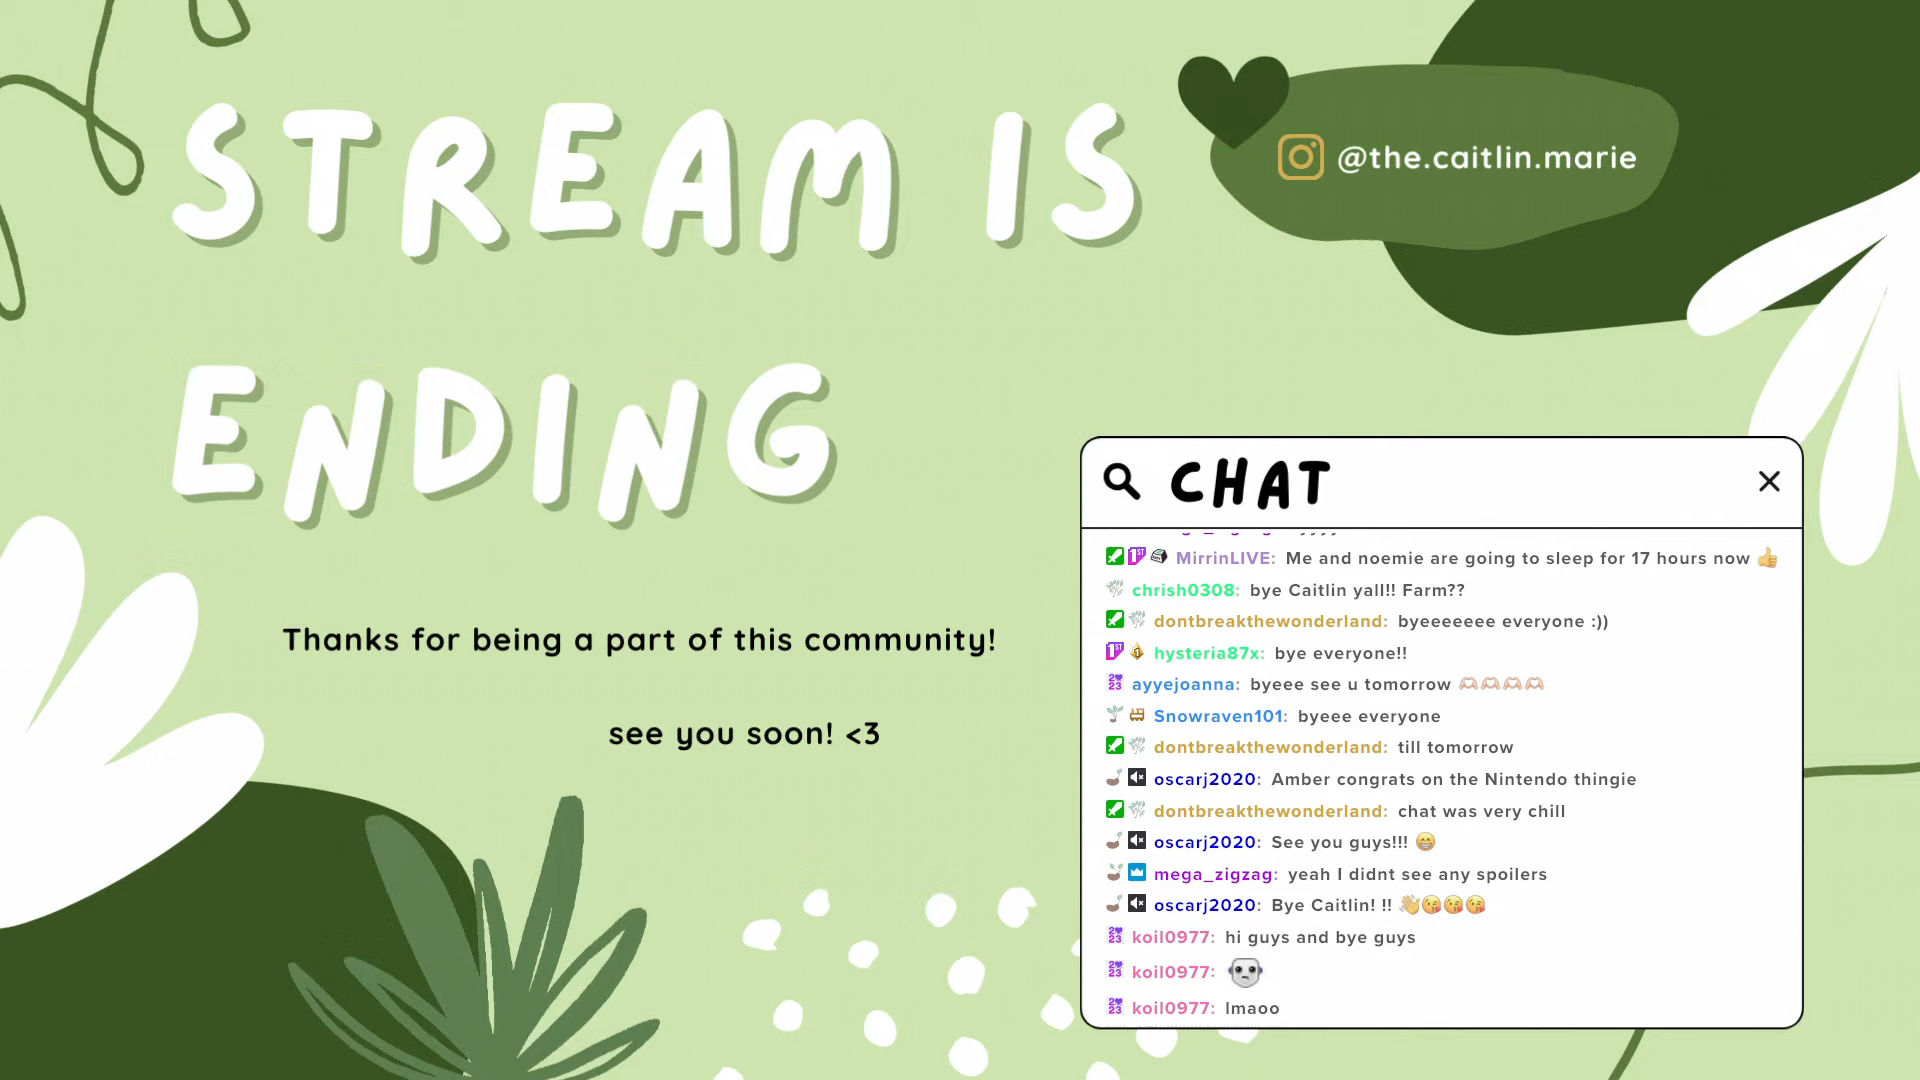 STREAM IS
ENDING
@the.caitlin.marie
Thanks for being a part of this community!
see you soon! <3
CHAT
MirrinLIVE: Me and noemie are going to sleep for 17 hours now 👍
chrish0308: bye Caitlin yall!! Farm??
dontbreakthewonderland: byeeeeeee everyone :))
hysteria87x: bye everyone!!
ayyejoanna: byeee see u tomorrow 🫶🏻🫶🏻🫶🏻🫶🏻
Snowraven101: byeee everyone
dontbreakthewonderland: till tomorrow
oscarj2020: Amber congrats on the Nintendo thingie
dontbreakthewonderland: chat was very chill
oscarj2020: See you guys!!! 😁
mega_zigzag: yeah I didnt see any spoilers
oscarj2020: Bye Caitlin! !! 👋😘😘😘
koil0977: hi guys and bye guys
koil0977:
koil0977: lmaoo